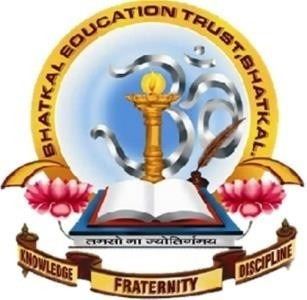 BHATKAL EDUCATION TRUST, BHATKAL
तमसो मा ज्योतिर्गमय
KNOWLEDGE
FRATERNITY
DISCIPLINE